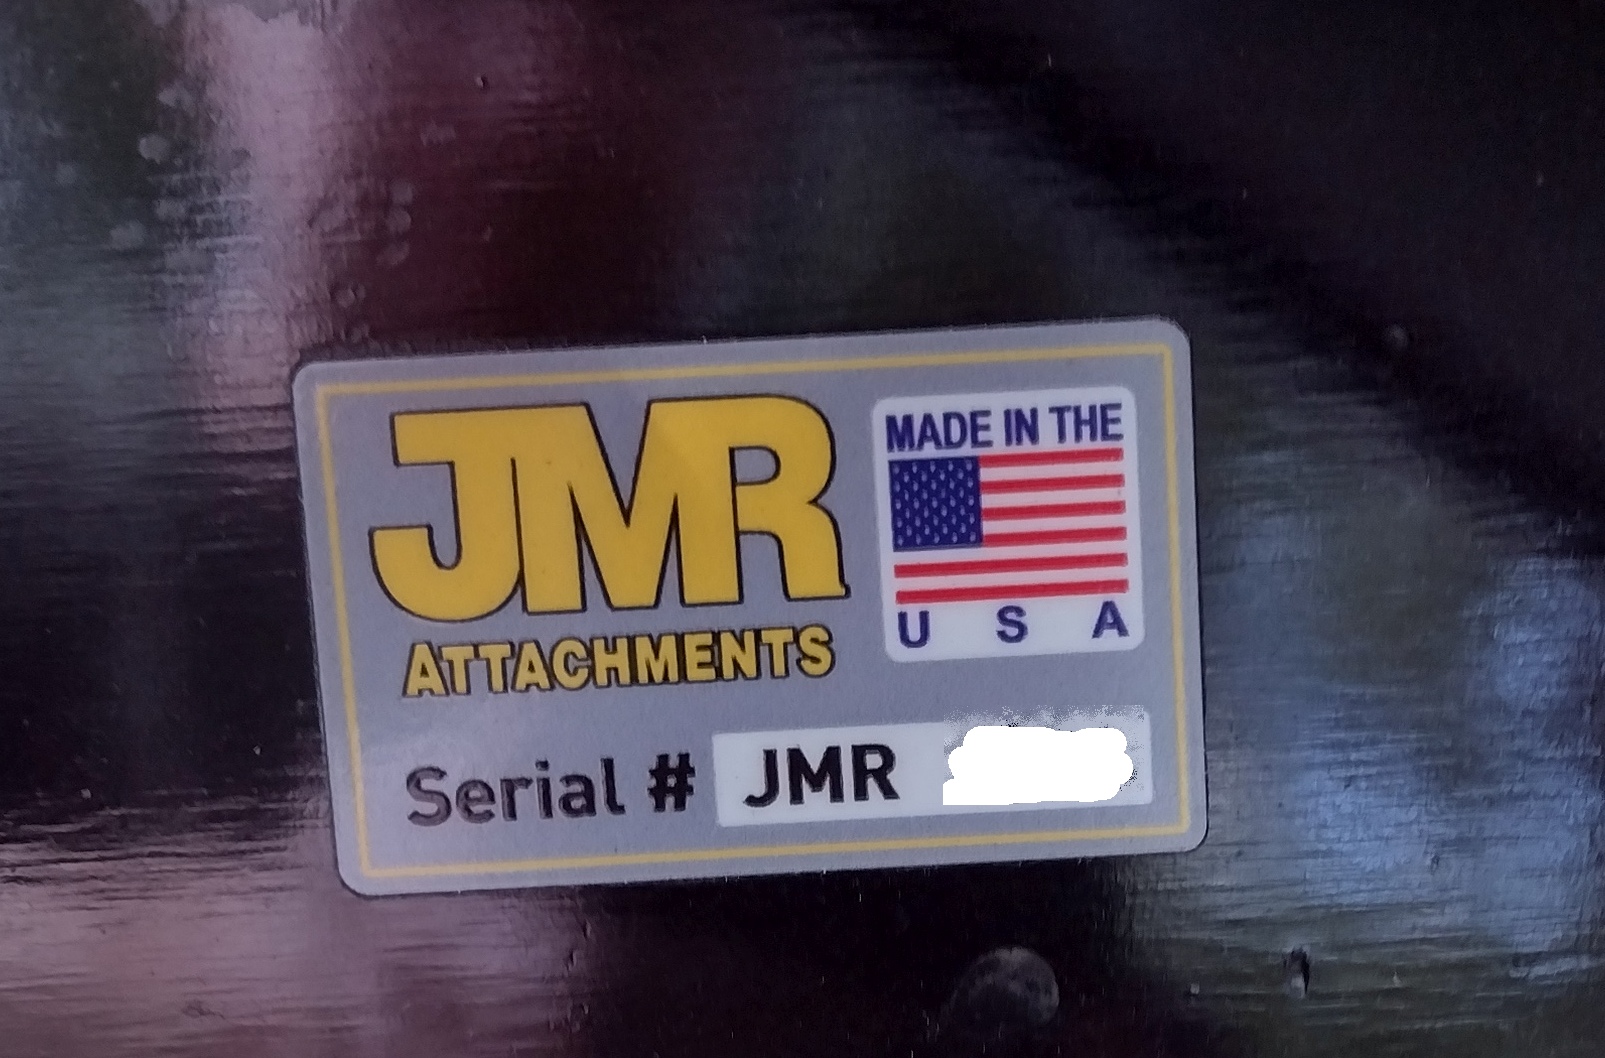 JMR
ATTACHMENTS
MADE IN THE
U S A
Serial # JMR